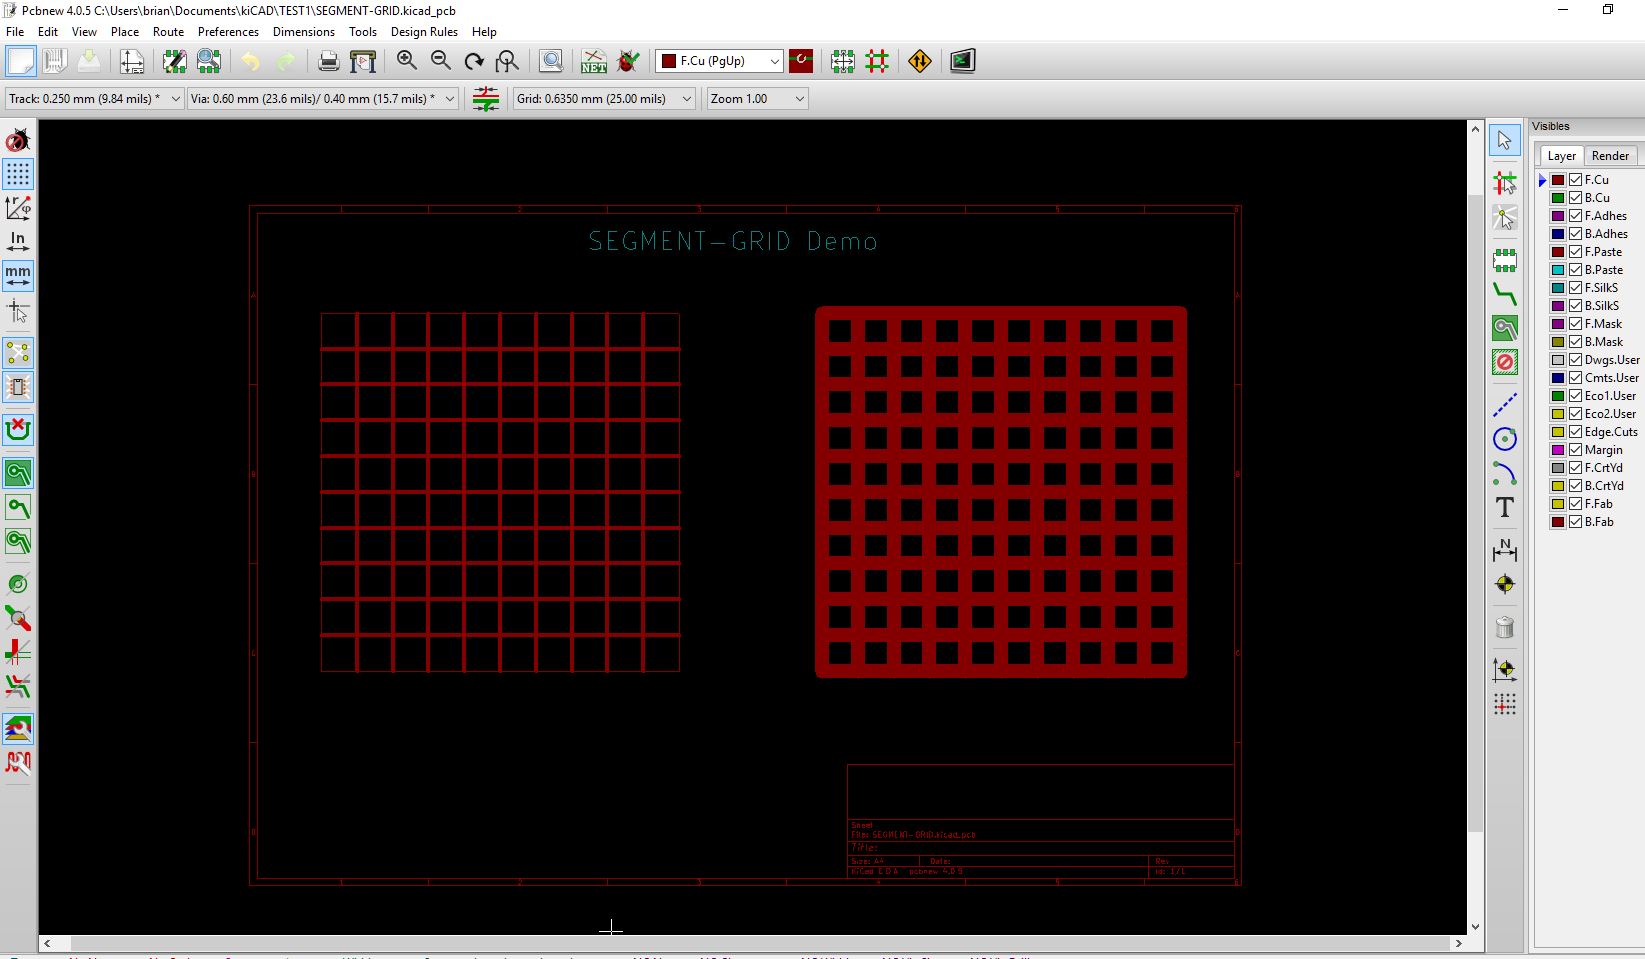 Pcbnew 4.0.5 C:\Users\brian\Documents\kiCAD\TEST1\SEGMENT-GRID.kicad_pcb
File Edit View Place Route Preferences Dimensions Tools Design Rules Help
NET
F.Cu (PgUp)
Track: 0.250 mm (9.84 mils) *
Via: 0.60 mm (23.6 mils)/ 0.40 mm (15.7 mils) *
Grid: 0.6350 mm (25.00 mils)
Zoom 1.00
In
mm
SEGMENT-GRID Demo
Sheet:
File: SEGMENT-GRID.kicad_pcb
Title:
Size: A4 Date: Rev
KiCad E.D.A. pcbnew 4.0.5 Id: 1/1
T
N
Visibles
Layer Render
F.Cu
B.Cu
F.Adhes
B.Adhes
F.Paste
B.Paste
F.SilkS
B.SilkS
F.Mask
B.Mask
Dwgs.User
Cmts.User
Eco1.User
Eco2.User
Edge.Cuts
Margin
F.CrtYd
B.CrtYd
F.Fab
B.Fab